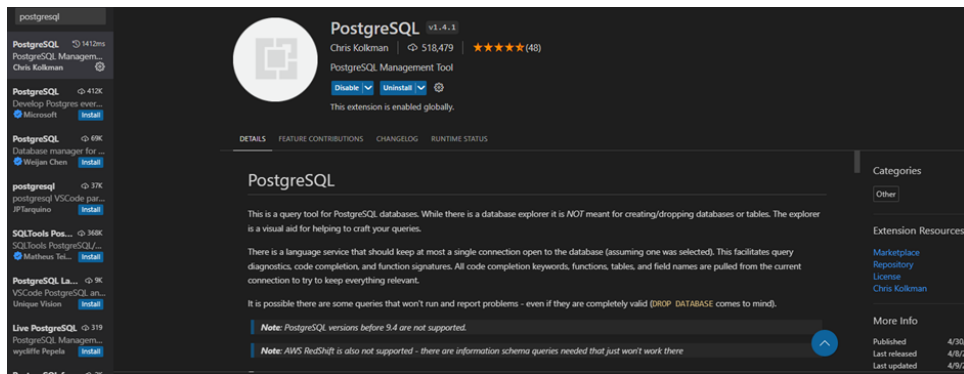 postgresql
PostgreSQL 1412ms
PostgreSQL Managem...
Chris Kolkman
PostgreSQL 412K
Develop Postgres ever...
Microsoft Install
PostgreSQL 69K
Database manager for ...
Weijan Chen Install
postgresql 37K
postgresql VSCode par...
JPTarquino Install
SQLTools Pos... 368K
SQLTools PostgreSQL/...
Matheus Tei... Install
PostgreSQL La... 9K
VSCode PostgreSQL an...
Unique Vision Install
Live PostgreSQL 319
PostgreSQL Managem...
wycliffe Pepela Install
PostgreSQL v1.4.1
Chris Kolkman 518,479 (48)
PostgreSQL Management Tool
Disable Uninstall
This extension is enabled globally.
DETAILS FEATURE CONTRIBUTIONS CHANGELOG RUNTIME STATUS
PostgreSQL
This is a query tool for PostgreSQL databases. While there is a database explorer it is NOT meant for creating/dropping databases or tables. The explorer
is a visual aid for helping to craft your queries.
There is a language service that should keep at most a single connection open to the database (assuming one was selected). This facilitates query
diagnostics, code completion, and function signatures. All code completion keywords, functions, tables, and field names are pulled from the current
connection to try to keep everything relevant.
It is possible there are some queries that won't run and report problems - even if they are completely valid (DROP DATABASE comes to mind).
Note: PostgreSQL versions before 9.4 are not supported.
Note: AWS RedShift is also not supported - there are information schema queries needed that just won't work there
Categories
Other
Extension Resources
Marketplace
Repository
License
Chris Kolkman
More Info
Published 4/30/
Last released 4/8/2
Last updated 4/9/2